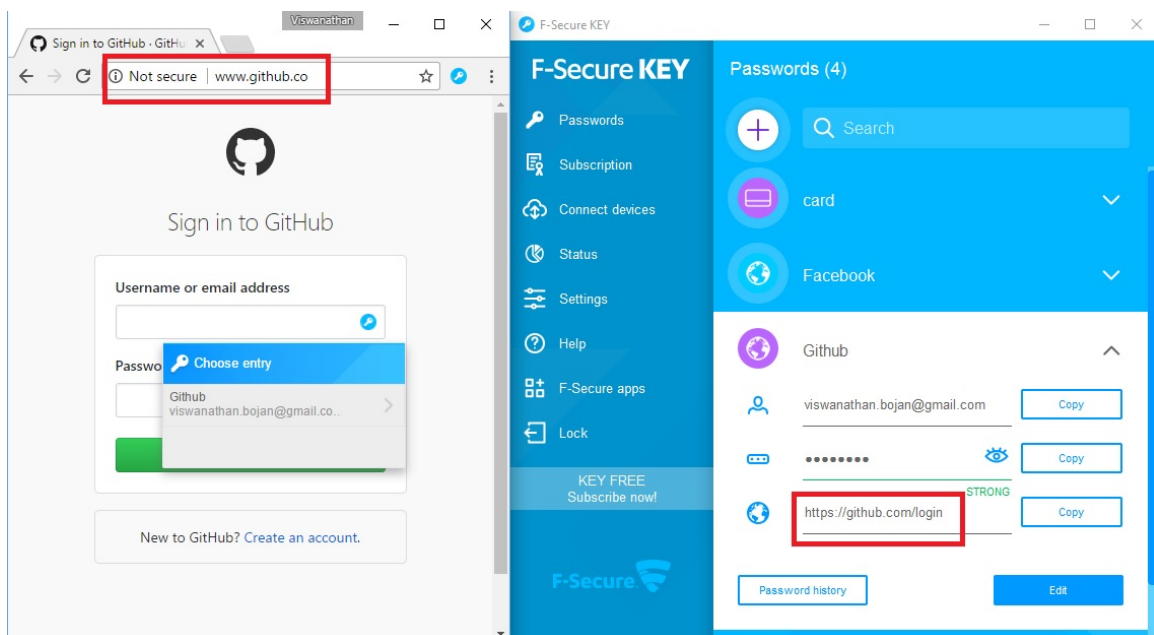 Viswanathan
Sign in to GitHub · GitHu
Not secure
www.github.co
Sign in to GitHub
Username or email address
Passwo
Choose entry
Github
viswanathan.bojan@gmail.co..
New to GitHub? Create an account.
F-Secure KEY
F-Secure KEY
Passwords
Subscription
Connect devices
Status
Settings
Help
F-Secure apps
Lock
KEY FREE
Subscribe now!
F-Secure.
Passwords (4)
Search
card
Facebook
Github
viswanathan.bojan@gmail.com
Copy
••••••••
Copy
STRONG
https://github.com/login
Copy
Password history
Edit